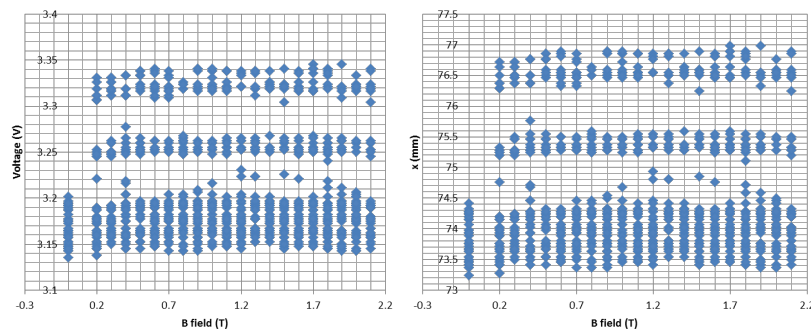 3.4
3.35
3.3
3.25
3.2
3.15
3.1
Voltage (V)
-0.3 0.2 0.7 1.2 1.7 2.2
B field (T)
77.5
77
76.5
76
75.5
75
74.5
74
73.5
73
x (mm)
-0.3 0.2 0.7 1.2 1.7 2.2
B field (T)